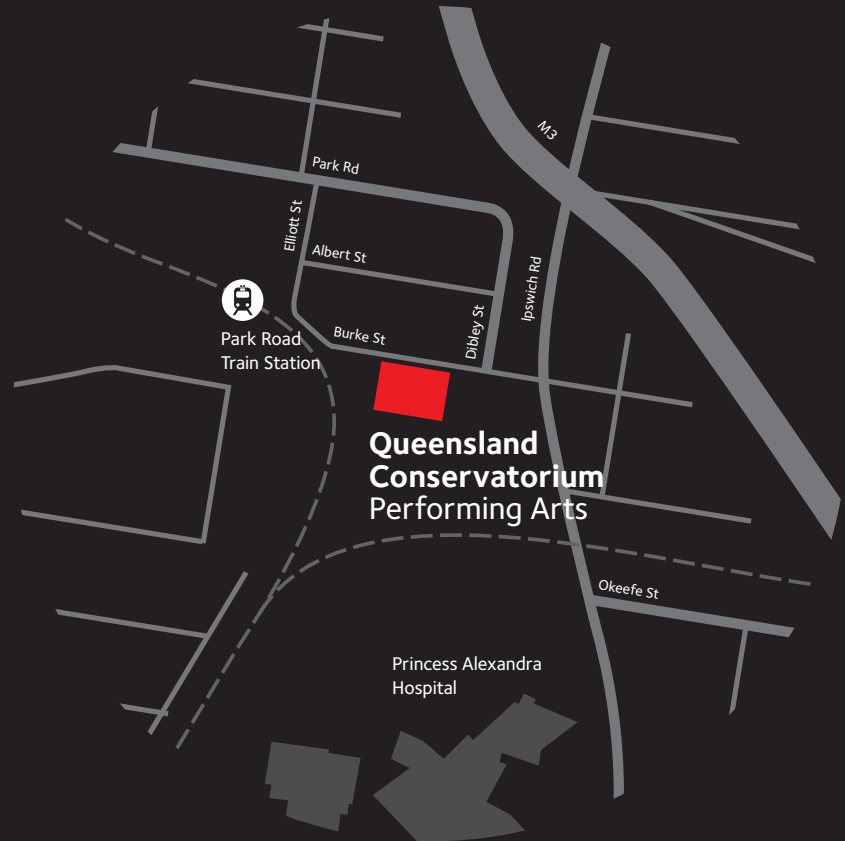 M3
Park Rd
Elliott St
Albert St
Ipswich Rd
Burke St
Dibley St
Park Road
Train Station
Queensland
Conservatorium
Performing Arts
Okeefe St
Princess Alexandra
Hospital